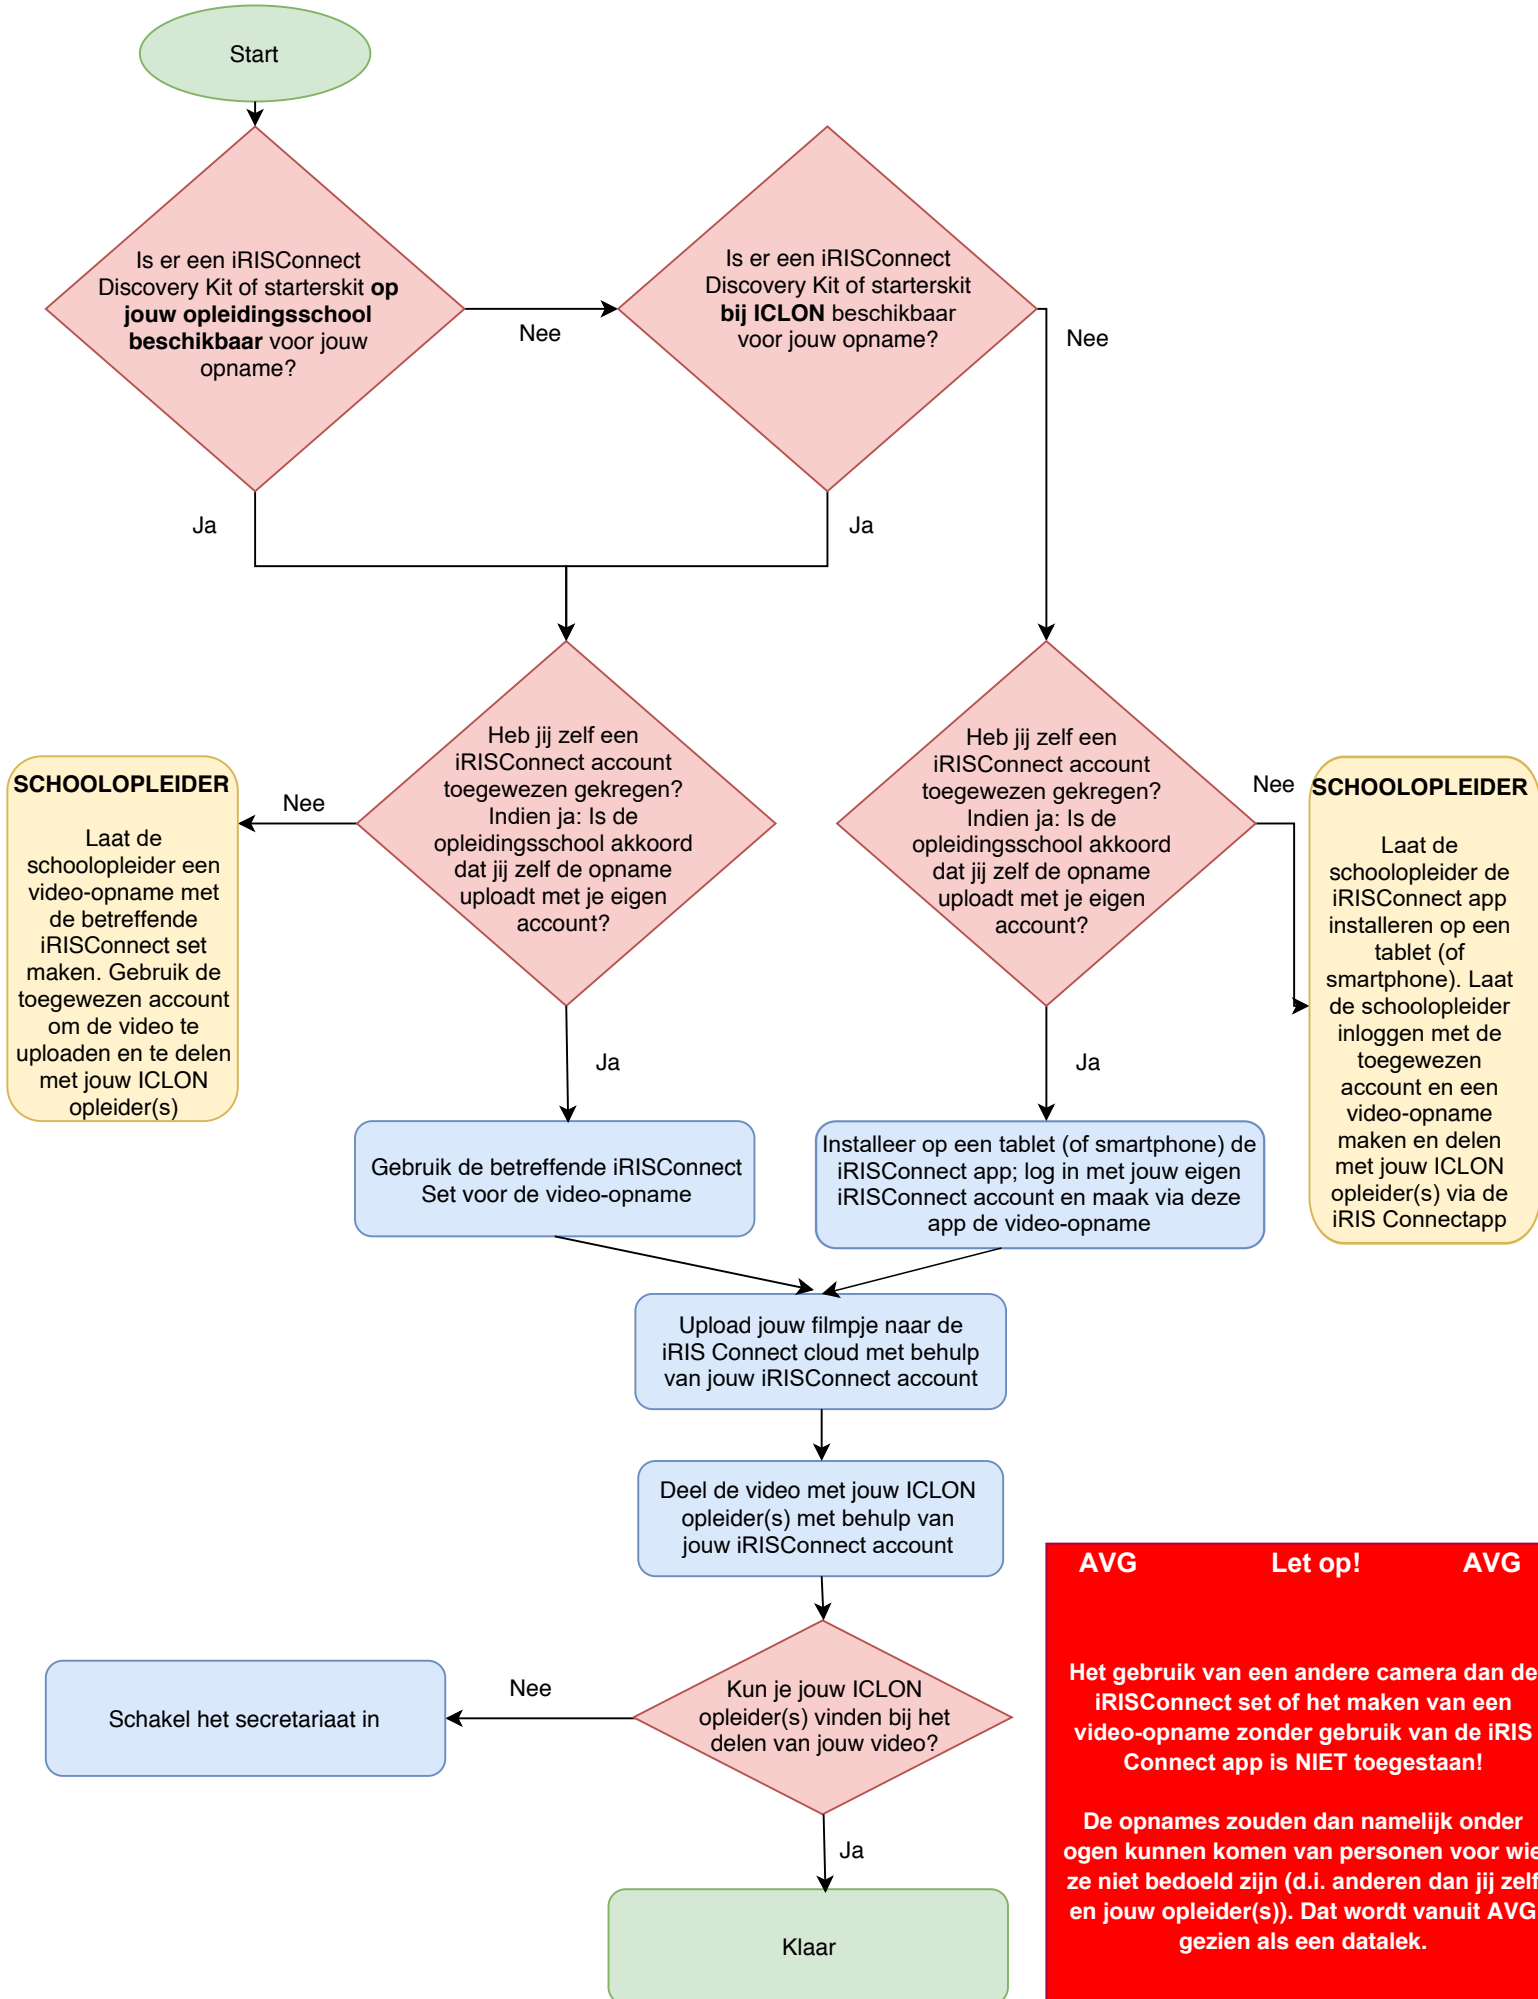 Start
Is er een iRISConnect
Discovery Kit of starterskit op
jouw opleidingsschool
beschikbaar voor jouw
opname?
Nee
Is er een iRISConnect
Discovery Kit of starterskit
bij ICLON beschikbaar
voor jouw opname?
Nee
Ja
Ja
Heb jij zelf een
iRISConnect account
toegewezen gekregen?
Indien ja: Is de
opleidingsschool akkoord
dat jij zelf de opname
uploadt met je eigen
account?
Heb jij zelf een
iRISConnect account
toegewezen gekregen?
Indien ja: Is de
opleidingsschool akkoord
dat jij zelf de opname
uploadt met je eigen
account?
Nee
SCHOOLOPLEIDER
Laat de
schoolopleider een
video-opname met
de betreffende
iRISConnect set
maken. Gebruik de
toegewezen account
om de video te
uploaden en te delen
met jouw ICLON
opleider(s)
Nee
SCHOOLOPLEIDER
Laat de
schoolopleider de
iRISConnect app
installeren op een
tablet (of
smartphone). Laat
de schoolopleider
inloggen met de
toegewezen
account en een
video-opname
maken en delen
met jouw ICLON
opleider(s) via de
iRIS Connectapp
Ja
Ja
Gebruik de betreffende iRISConnect
Set voor de video-opname
Installeer op een tablet (of smartphone) de
iRISConnect app; log in met jouw eigen
iRISConnect account en maak via deze
app de video-opname
Upload jouw filmpje naar de
iRIS Connect cloud met behulp
van jouw iRISConnect account
Deel de video met jouw ICLON
opleider(s) met behulp van
jouw iRISConnect account
Kun je jouw ICLON
opleider(s) vinden bij het
delen van jouw video?
Nee
Schakel het secretariaat in
Ja
Klaar
AVG Let op! AVG
Het gebruik van een andere camera dan de
iRISConnect set of het maken van een
video-opname zonder gebruik van de iRIS
Connect app is NIET toegestaan!
De opnames zouden dan namelijk onder
ogen kunnen komen van personen voor wie
ze niet bedoeld zijn (d.i. anderen dan jij zelf
en jouw opleider(s)). Dat wordt vanuit AVG
gezien als een datalek.